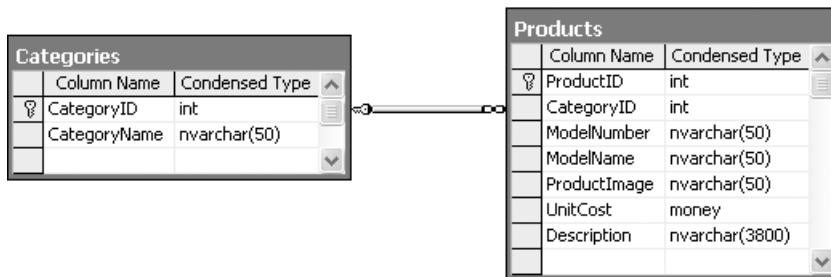 Categories
Column Name Condensed Type
CategoryID int
CategoryName nvarchar(50)
Products
Column Name Condensed Type
ProductID int
CategoryID int
ModelNumber nvarchar(50)
ModelName nvarchar(50)
ProductImage nvarchar(50)
UnitCost money
Description nvarchar(3800)